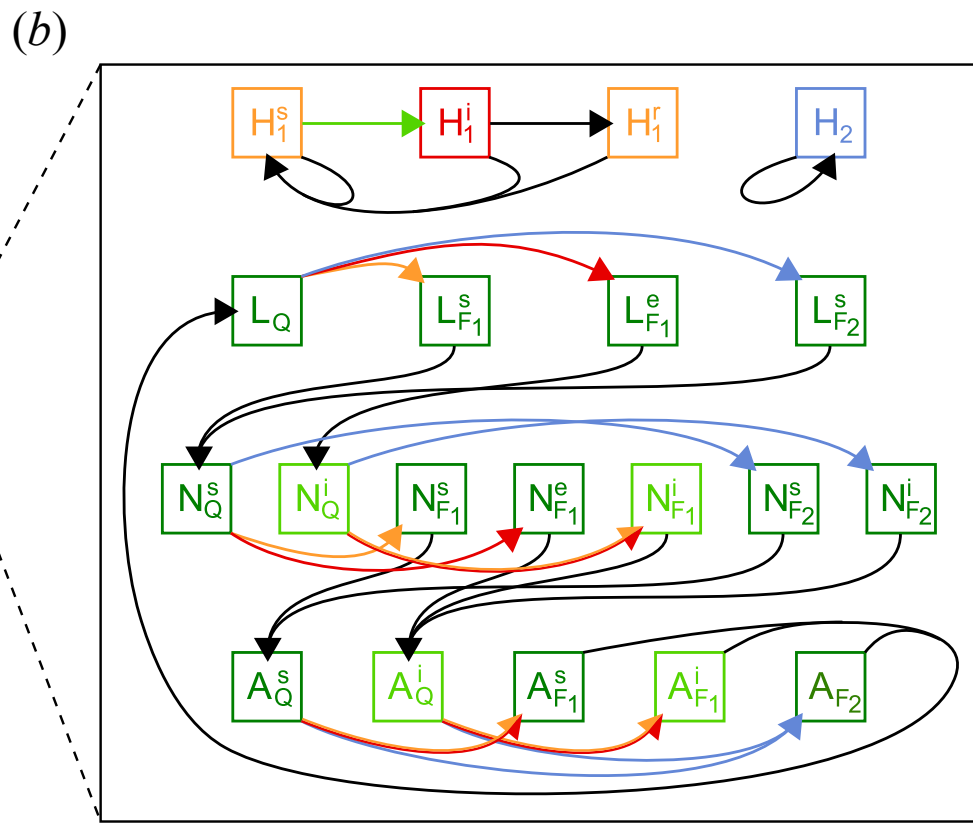 (b)
H₁ˢ H₁ⁱ H₁ʳ H₂
L_Q L_F₁ˢ L_F₁ᵉ L_F₂ˢ
N_Qˢ N_Qⁱ N_F₁ˢ N_F₁ᵉ N_F₁ⁱ N_F₂ˢ N_F₂ⁱ
A_Qˢ A_Qⁱ A_F₁ˢ A_F₁ⁱ A_F₂